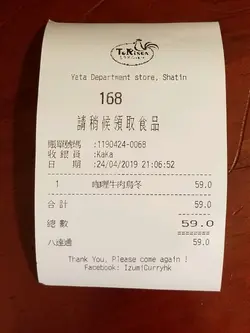 ToRiSen
Yata Department store, Shatin
168
請稍候領取食品
賬單號碼 :1190424-0068
收銀員 :Kaka
日期 :24/04/2019 21:06:52
1 咖喱牛肉烏冬 59.0
合計 59.0
總數 59.0
八達通 59.0
Thank You, Please come again !
Facebook: IzumiCurryhk